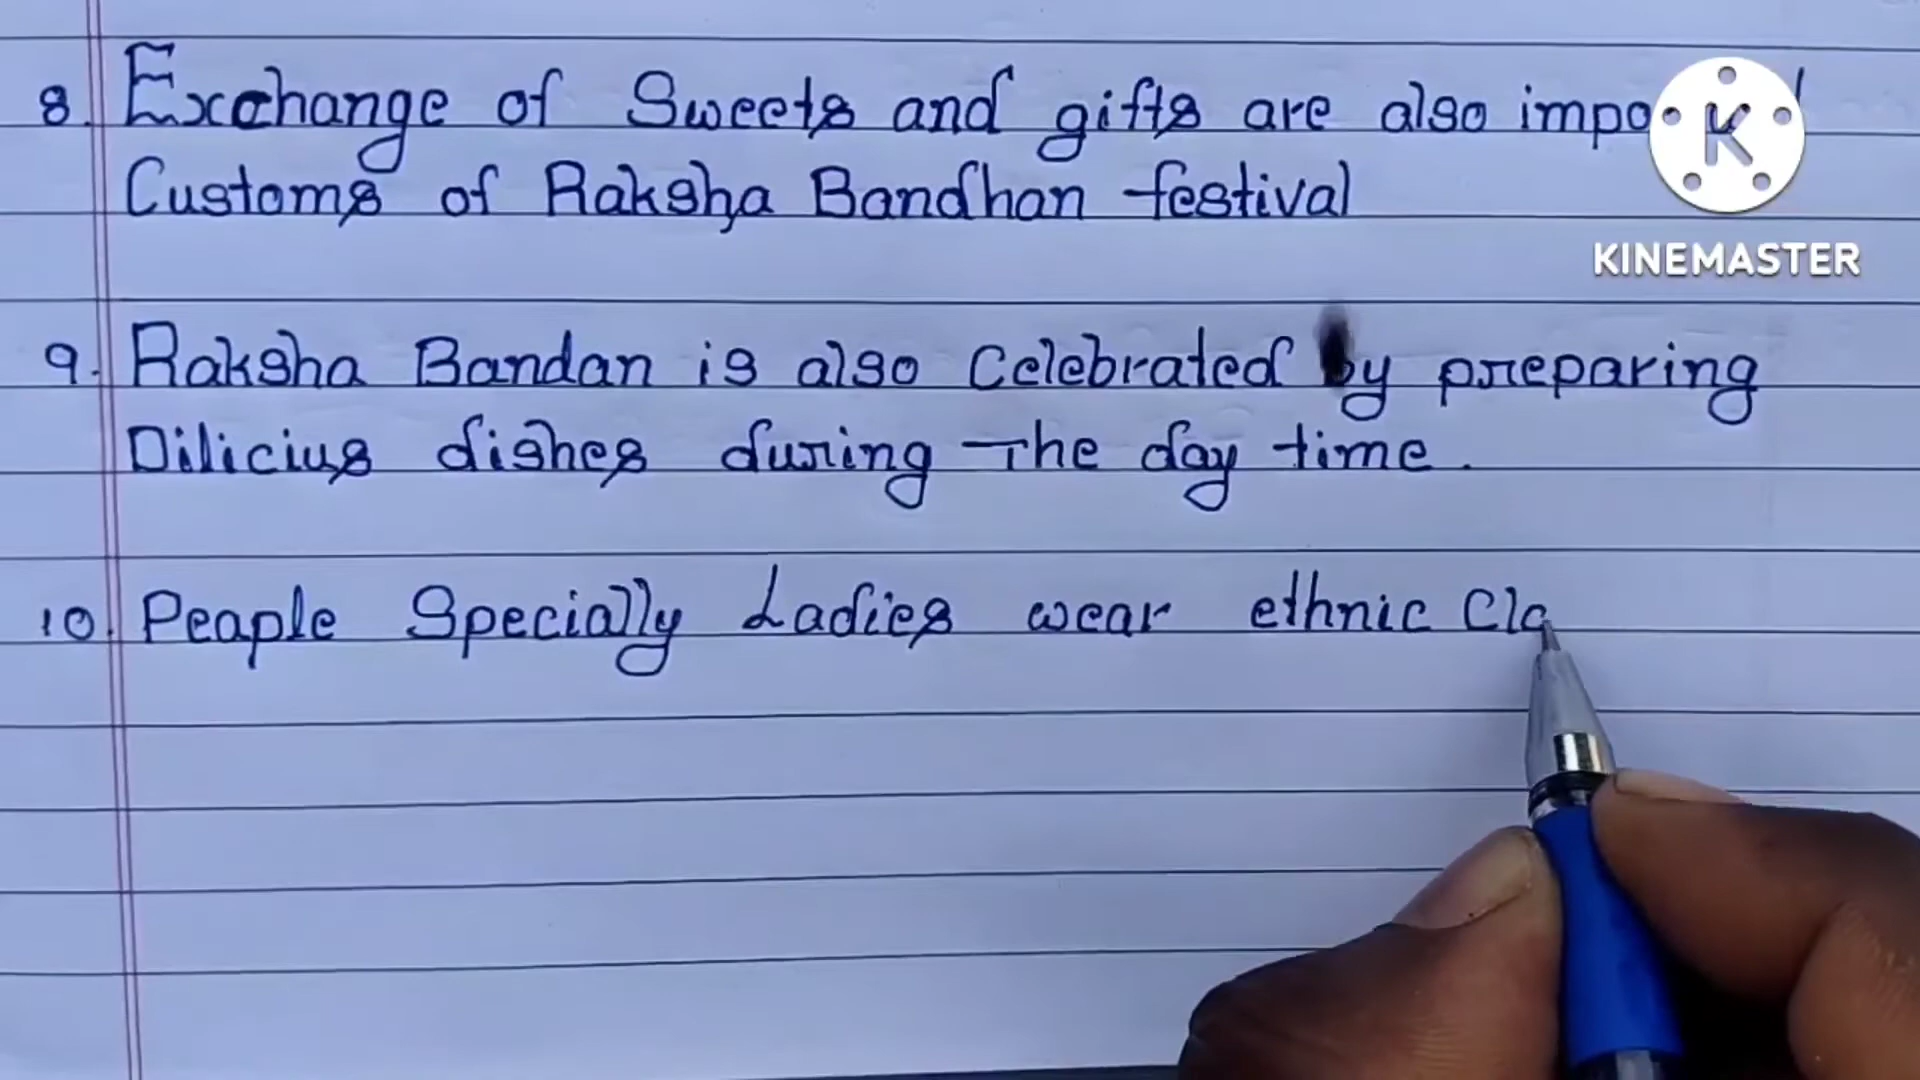 8. Exchange of Sweets and gifts are also impo
Customs of Raksha Bandhan festival
KINEMASTER
9. Raksha Bandan is also Celebrated by preparing
Dilicius dishes during The day time.
10. Peaple Specially Ladies wear ethnic Clo